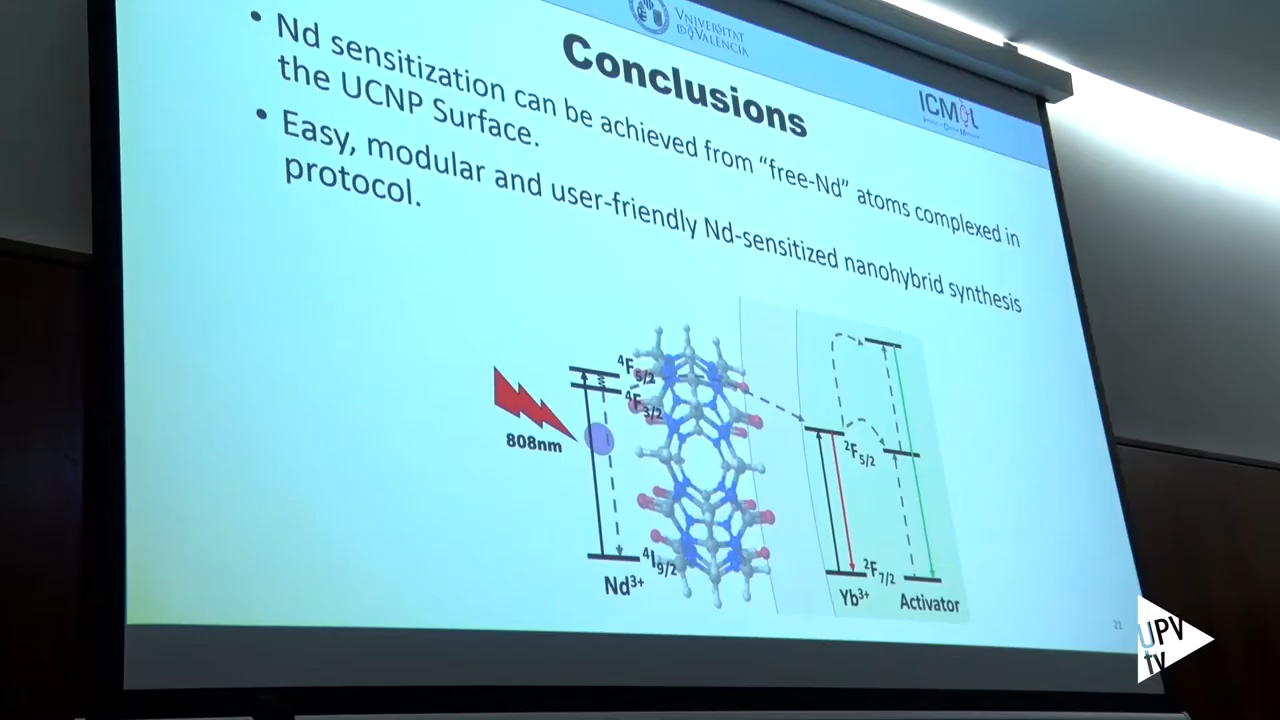 VNIVERSITAT
DE VALÈNCIA
ICMOL
Conclusions
• Nd sensitization can be achieved from “free-Nd” atoms complexed in
the UCNP Surface.
• Easy, modular and user-friendly Nd-sensitized nanohybrid synthesis
protocol.
808nm
⁴F₅/₂
⁴F₃/₂
⁴I₉/₂
Nd³⁺
²F₅/₂
²F₇/₂
Yb³⁺
Activator
21
UPV
tv